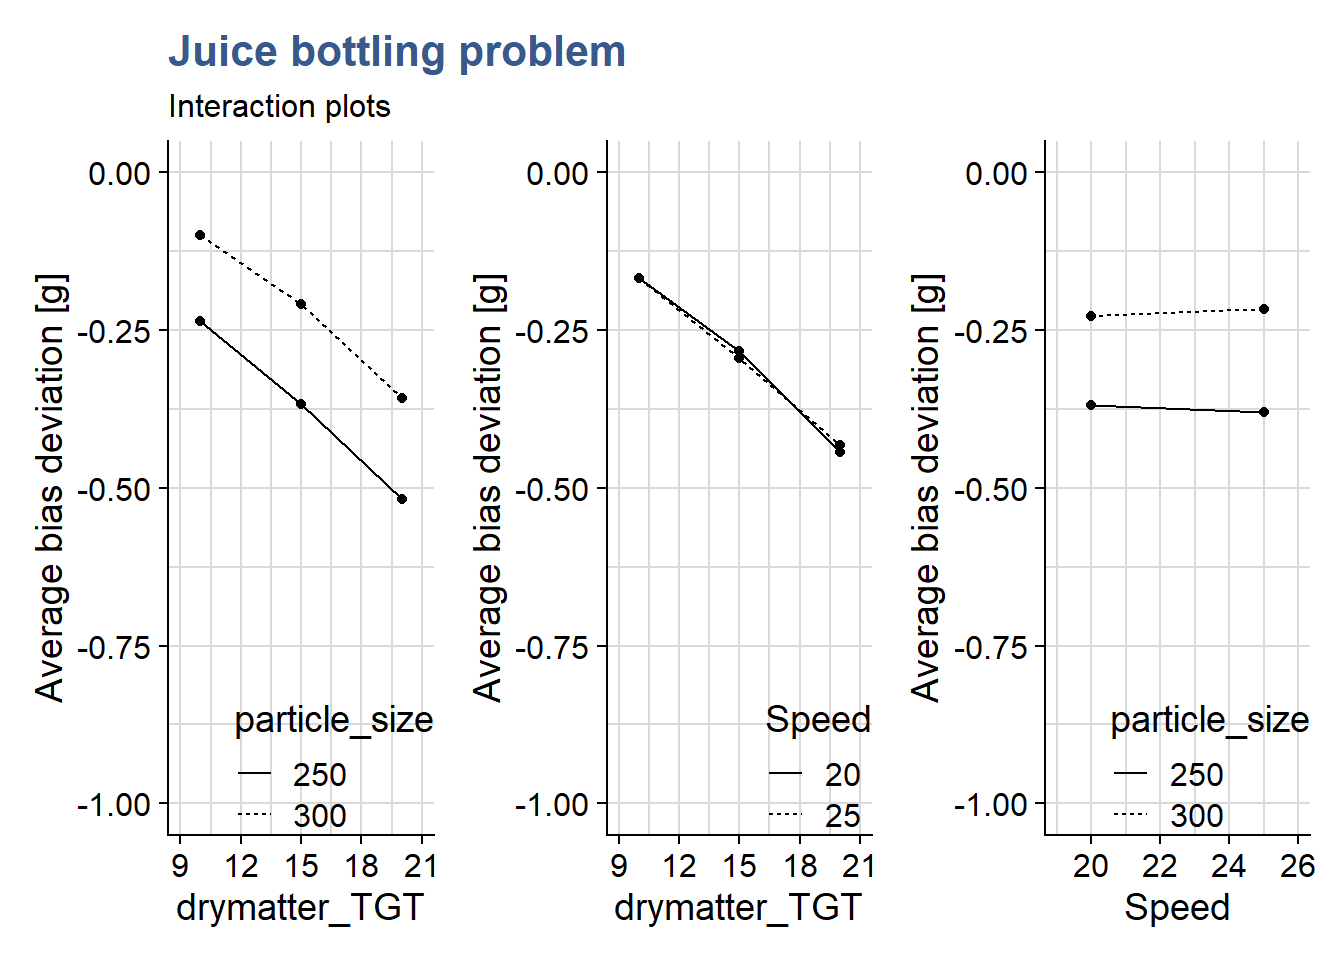 Juice bottling problem
Interaction plots
Average bias deviation [g]
0.00
-0.25
-0.50
-0.75
-1.00
particle_size
250
300
9 12 15 18 21
drymatter_TGT
Average bias deviation [g]
0.00
-0.25
-0.50
-0.75
-1.00
Speed
20
25
9 12 15 18 21
drymatter_TGT
Average bias deviation [g]
0.00
-0.25
-0.50
-0.75
-1.00
particle_size
250
300
20 22 24 26
Speed